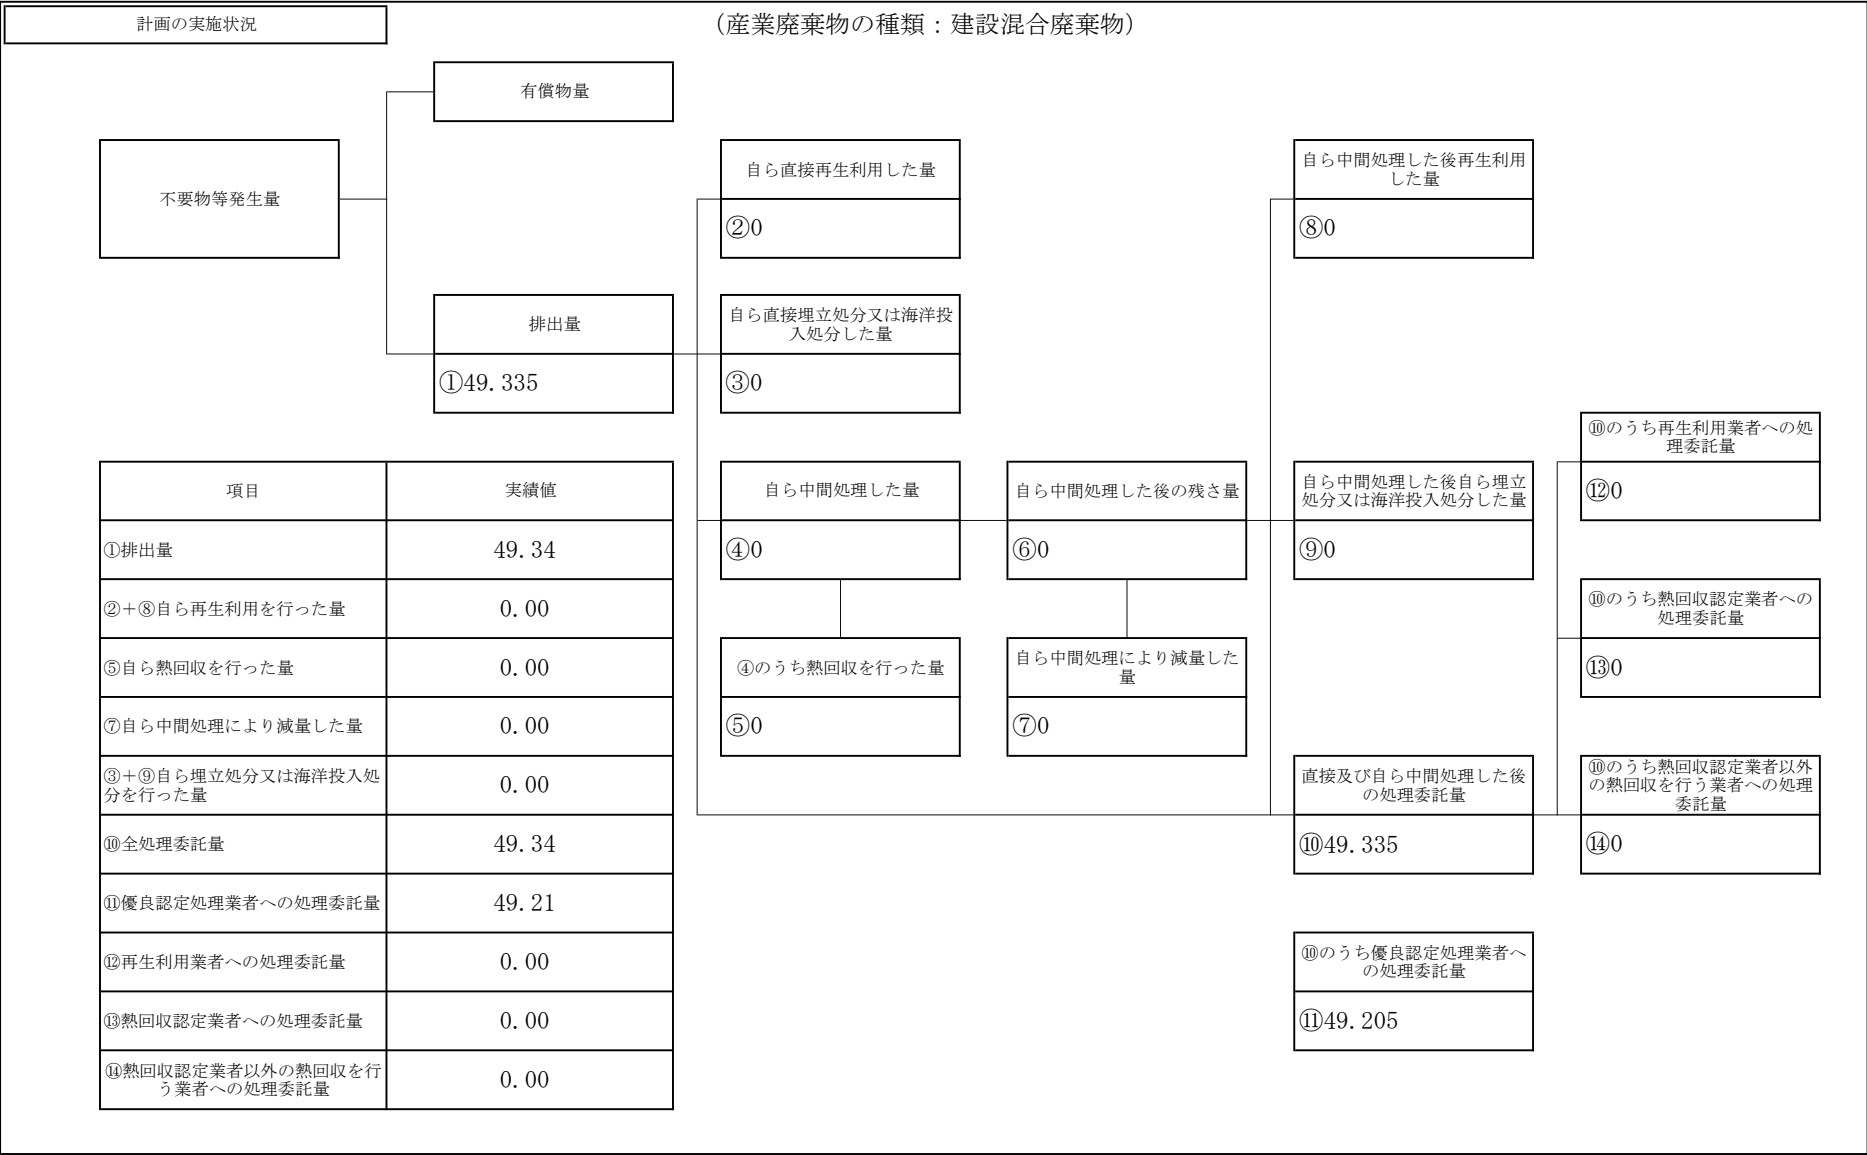 計画の実施状況
（産業廃棄物の種類：建設混合廃棄物）
有償物量
不要物等発生量
自ら直接再生利用した量
②0
自ら中間処理した後再生利用
した量
⑧0
排出量
①49.335
自ら直接埋立処分又は海洋投
入処分した量
③0
⑩のうち再生利用業者への処
理委託量
⑫0
自ら中間処理した量
④0
自ら中間処理した後の残さ量
⑥0
自ら中間処理した後自ら埋立
処分又は海洋投入処分した量
⑨0
⑩のうち熱回収認定業者への
処理委託量
⑬0
④のうち熱回収を行った量
⑤0
自ら中間処理により減量した
量
⑦0
直接及び自ら中間処理した後
の処理委託量
⑩49.335
⑩のうち熱回収認定業者以外
の熱回収を行う業者への処理
委託量
⑭0
⑩のうち優良認定処理業者へ
の処理委託量
⑪49.205
項目 実績値
①排出量 49.34
②＋⑧自ら再生利用を行った量 0.00
⑤自ら熱回収を行った量 0.00
⑦自ら中間処理により減量した量 0.00
③＋⑨自ら埋立処分又は海洋投入処
分を行った量 0.00
⑩全処理委託量 49.34
⑪優良認定処理業者への処理委託量 49.21
⑫再生利用業者への処理委託量 0.00
⑬熱回収認定業者への処理委託量 0.00
⑭熱回収認定業者以外の熱回収を行
う業者への処理委託量 0.00